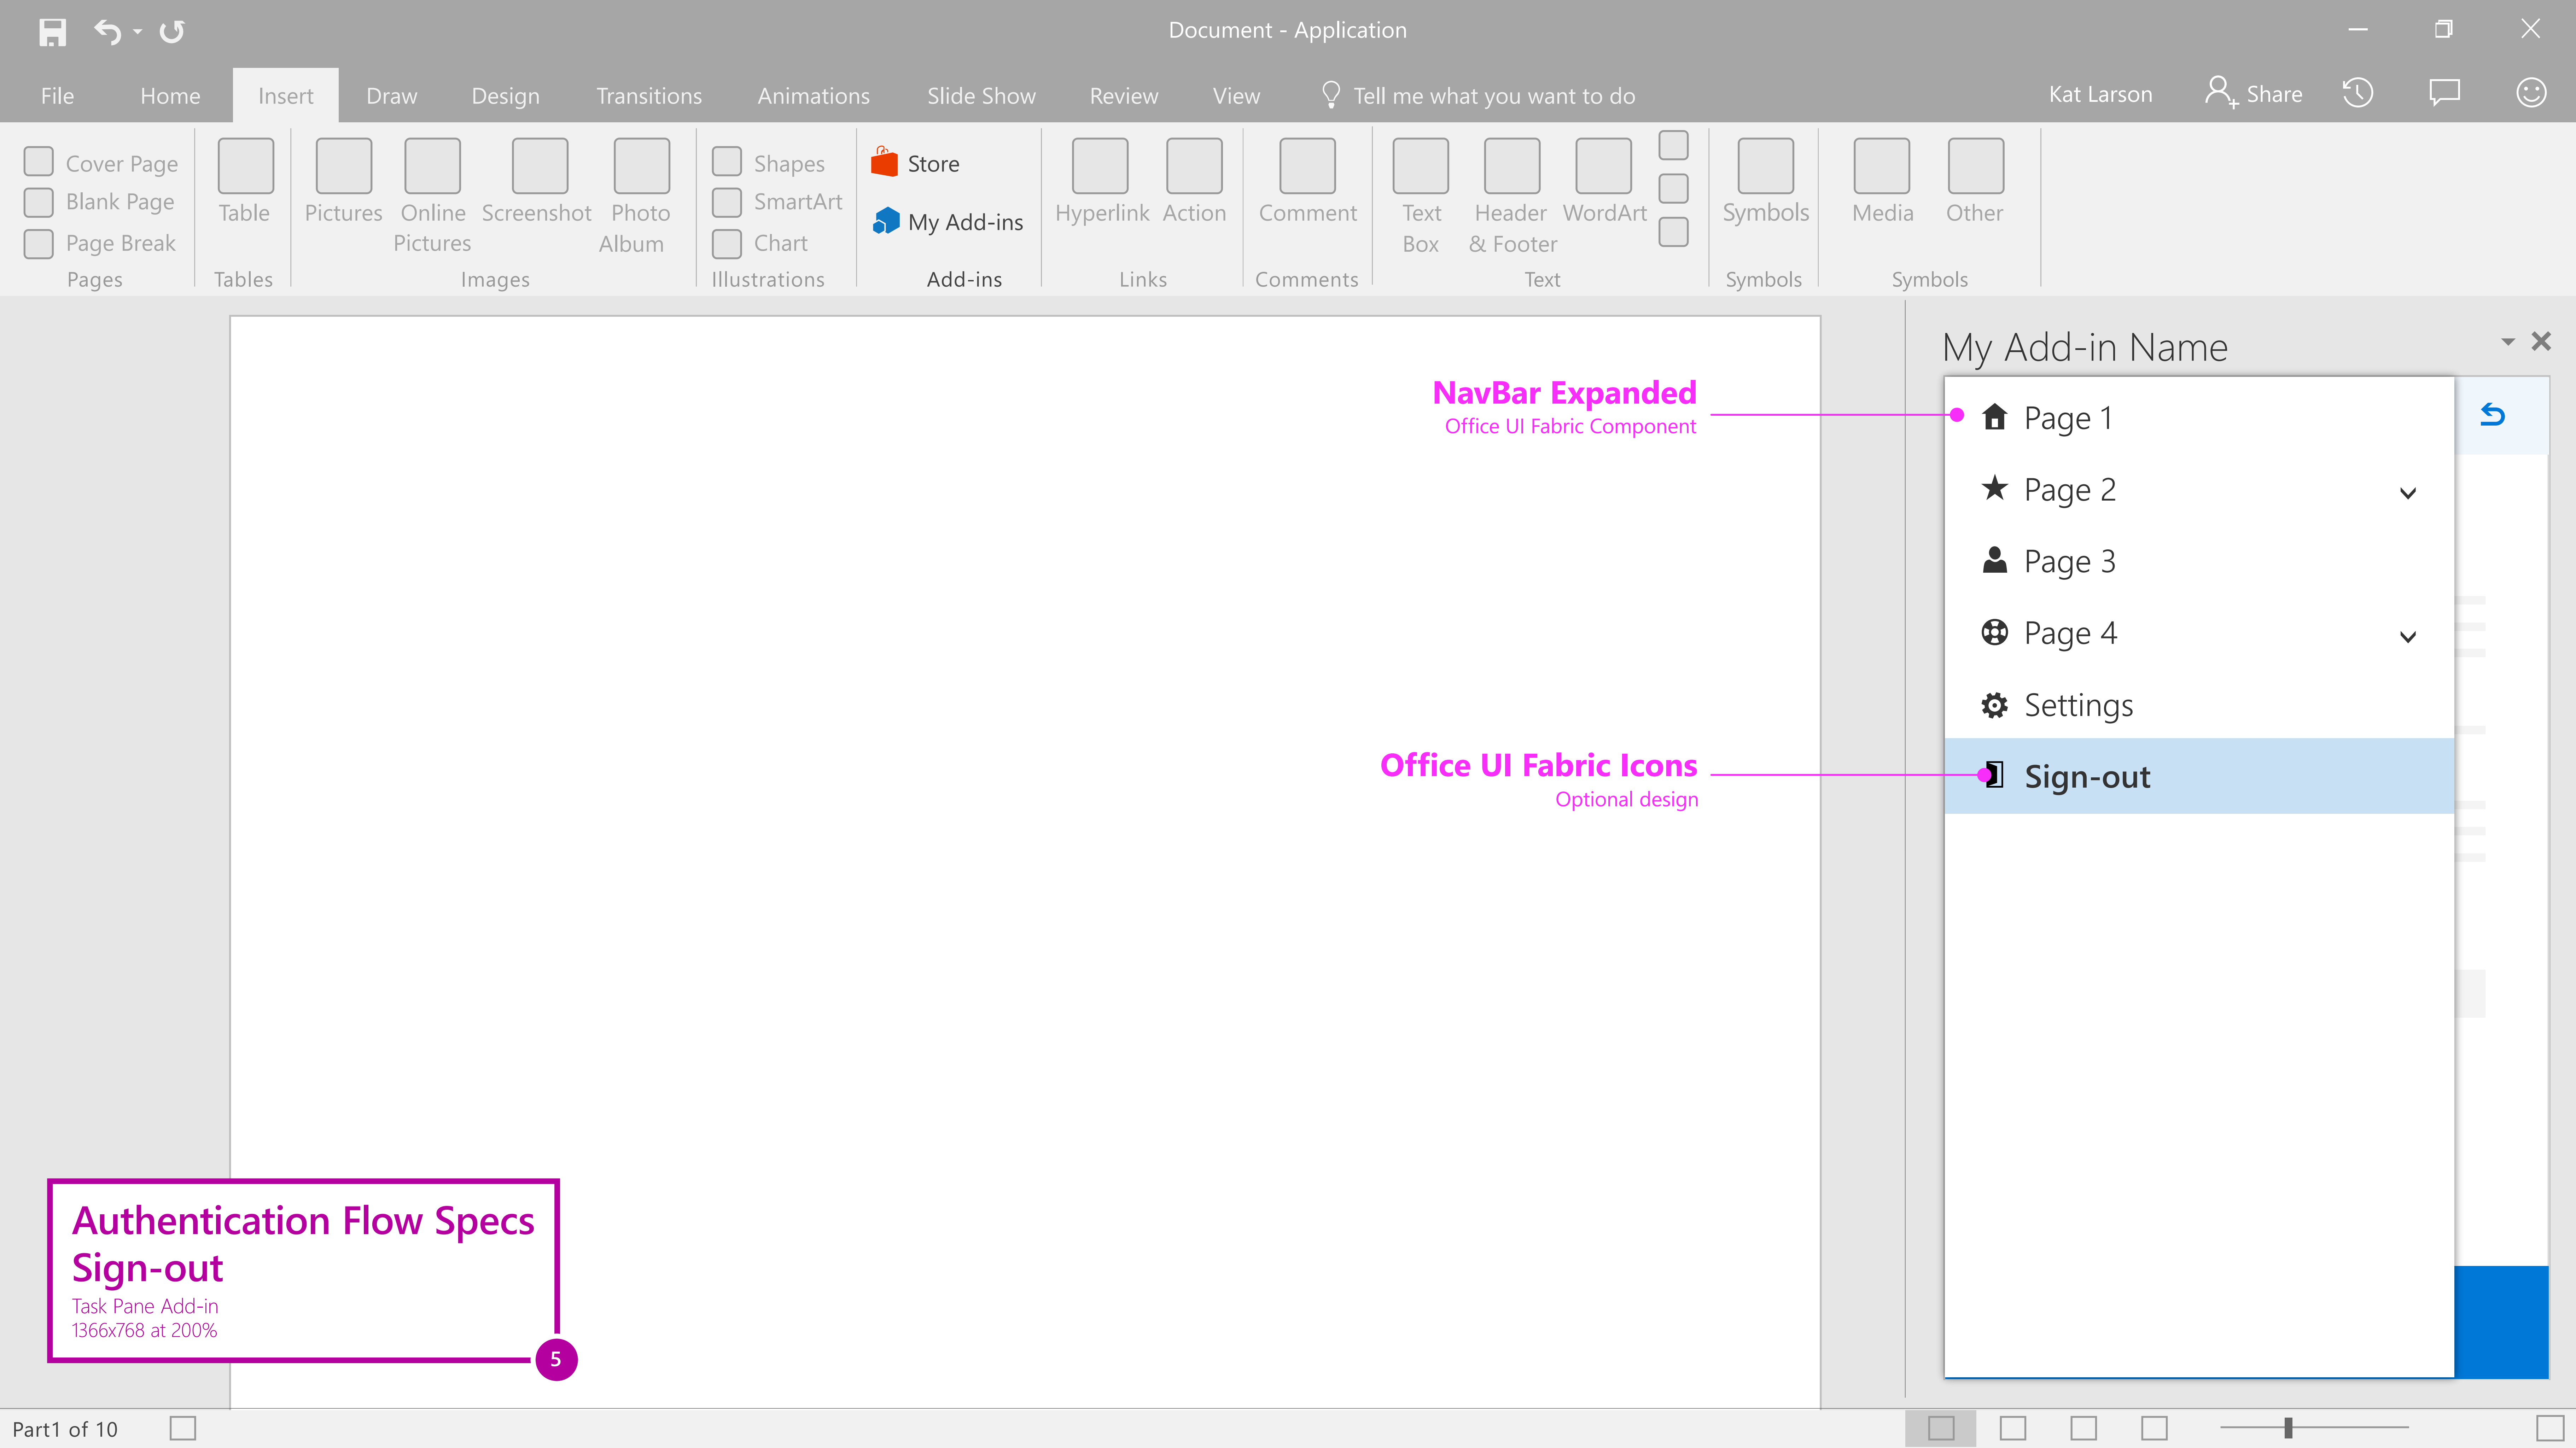 Document - Application
File Home Insert Draw Design Transitions Animations Slide Show Review View Tell me what you want to do Kat Larson Share
Cover Page
Blank Page
Page Break
Pages
Table
Tables
Pictures
Online
Pictures
Screenshot
Photo
Album
Images
Shapes
SmartArt
Chart
Illustrations
Store
My Add-ins
Add-ins
Hyperlink
Action
Links
Comment
Comments
Text
Box
Header
& Footer
WordArt
Text
Symbols
Symbols
Media
Other
Symbols
My Add-in Name
NavBar Expanded
Office UI Fabric Component
Page 1
Page 2
Page 3
Page 4
Settings
Office UI Fabric Icons
Optional design
Sign-out
Authentication Flow Specs
Sign-out
Task Pane Add-in
1366x768 at 200%
5
Part1 of 10